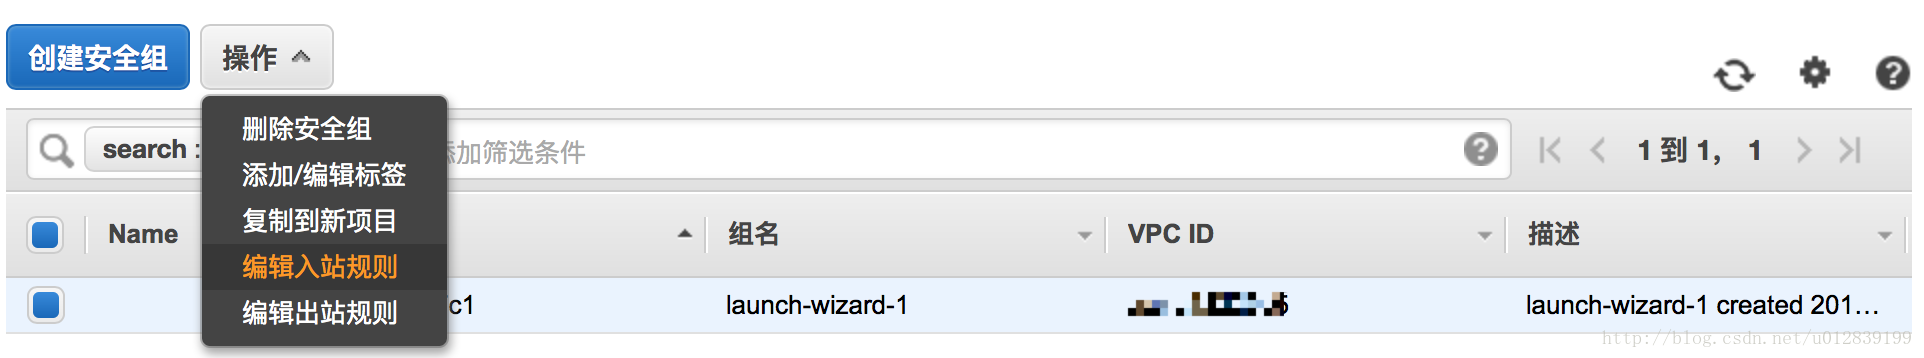 创建安全组 操作
删除安全组
添加/编辑标签
复制到新项目
编辑入站规则
编辑出站规则
search : 加筛选条件 1 到 1， 1
Name 组名 VPC ID 描述
c1 launch-wizard-1 launch-wizard-1 created 201…
http://blog.csdn.net/u012839199